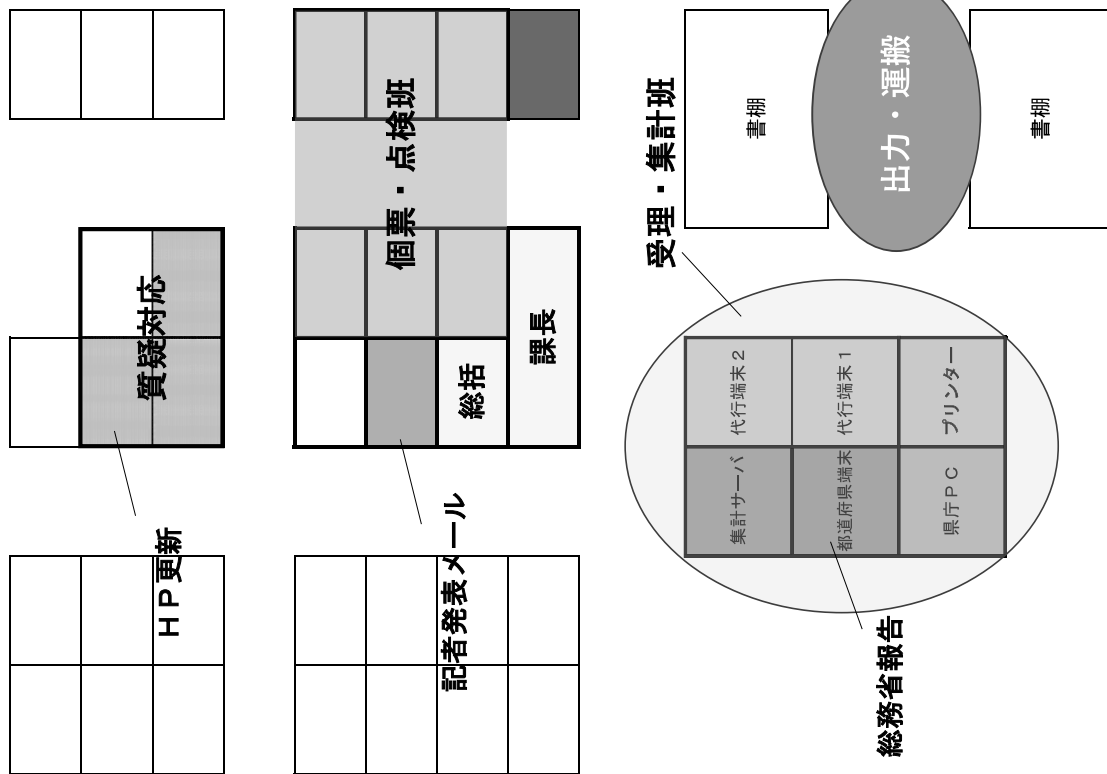 質疑対応
HP更新
個票・点検班
課長
総括
記者発表メール
受理・集計班
書棚
出力・運搬
書棚
代行端末2
代行端末1
プリンター
集計サーバ
都道府県端末
県庁PC
総務省報告